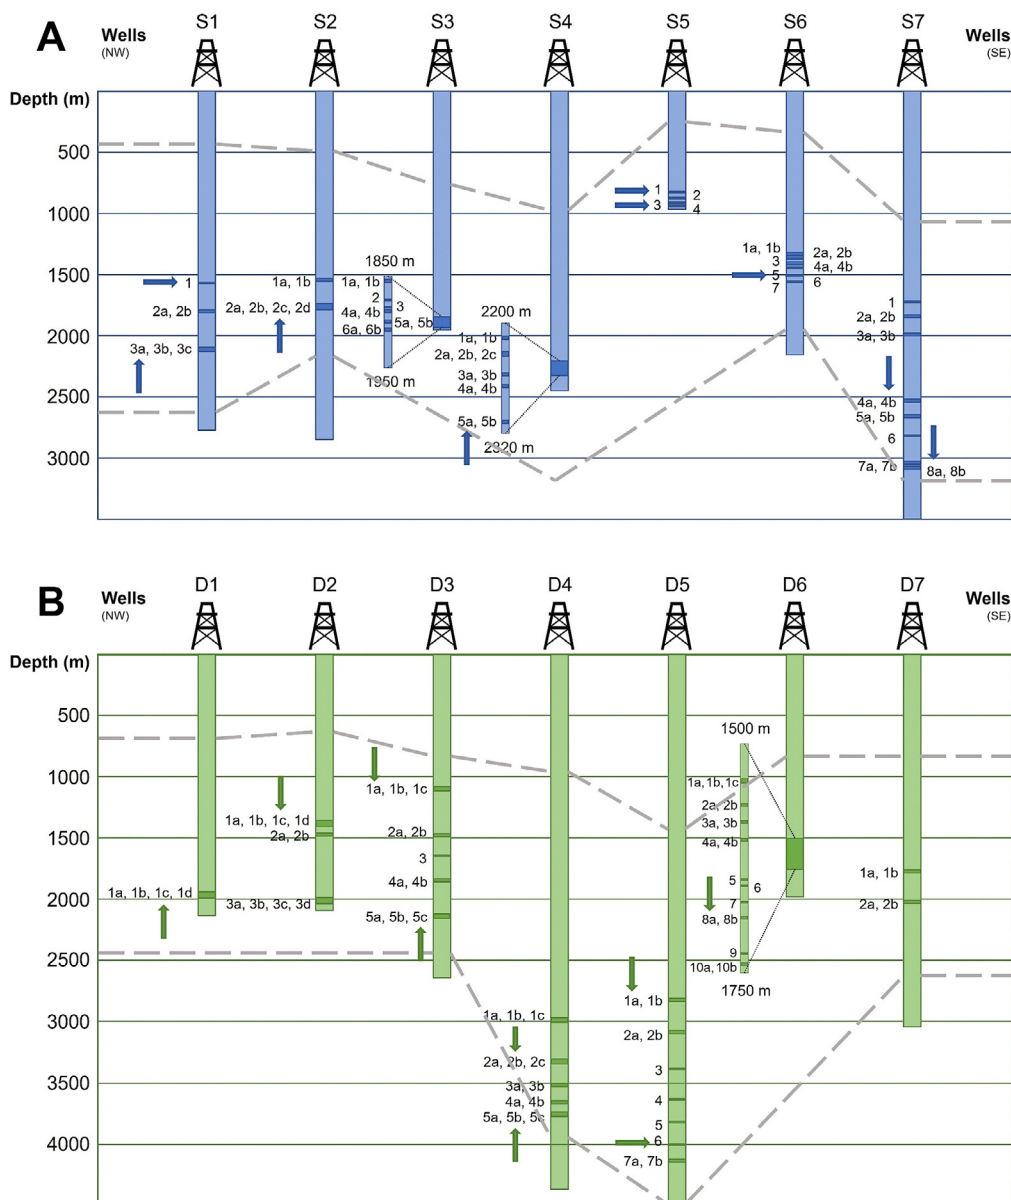 A
Wells
(NW)
S1 S2 S3 S4 S5 S6 S7
Wells
(SE)
Depth (m)
500
1000
1500
2000
2500
3000
1
2a, 2b
3a, 3b, 3c
1a, 1b
2a, 2b, 2c, 2d
1850 m
1a, 1b
2
3
4a, 4b
5a, 5b
6a, 6b
1950 m
2200 m
1a, 1b
2a, 2b, 2c
3a, 3b
4a, 4b
5a, 5b
2320 m
1
2
3
4
1a, 1b
2a, 2b
3
4a, 4b
5
6
7
1
2a, 2b
3a, 3b
4a, 4b
5a, 5b
6
7a, 7b
8a, 8b
B
Wells
(NW)
D1 D2 D3 D4 D5 D6 D7
Wells
(SE)
Depth (m)
500
1000
1500
2000
2500
3000
3500
4000
1a, 1b, 1c, 1d
1a, 1b, 1c, 1d
2a, 2b
3a, 3b, 3c, 3d
1a, 1b, 1c
2a, 2b
3
4a, 4b
5a, 5b, 5c
1a, 1b, 1c
2a, 2b, 2c
3a, 3b
4a, 4b
5a, 5b, 5c
1a, 1b
2a, 2b
3
4
5
6
7a, 7b
1500 m
1a, 1b,1c
2a, 2b
3a, 3b
4a, 4b
5
6
7
8a, 8b
9
10a, 10b
1750 m
1a, 1b
2a, 2b